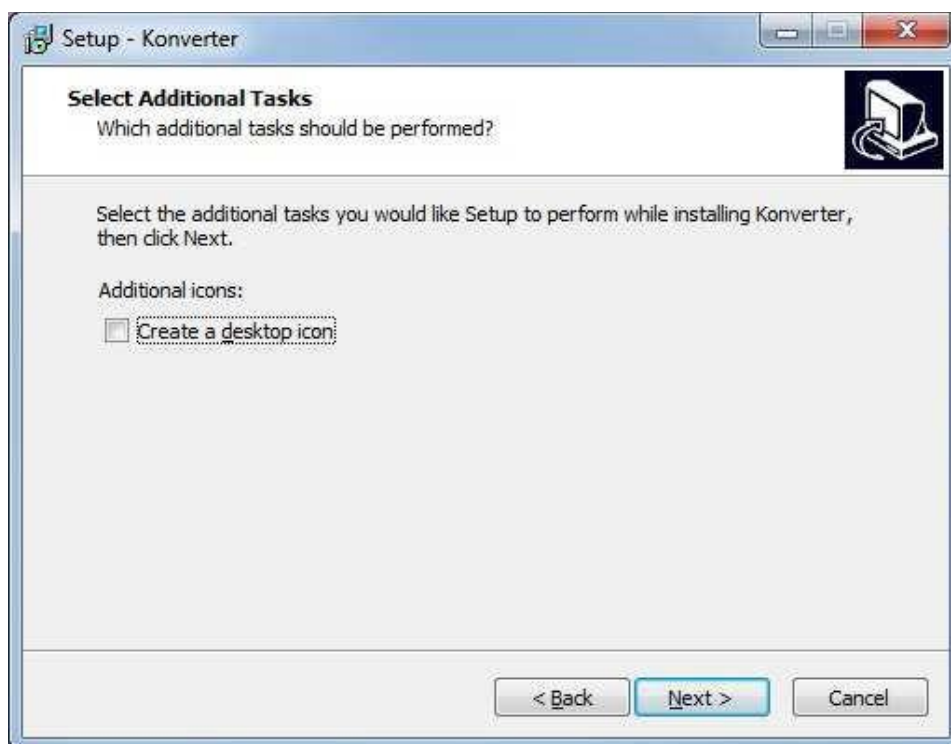 Setup - Konverter
Select Additional Tasks
Which additional tasks should be performed?
Select the additional tasks you would like Setup to perform while installing Konverter,
then click Next.
Additional icons:
Create a desktop icon
< Back
Next >
Cancel